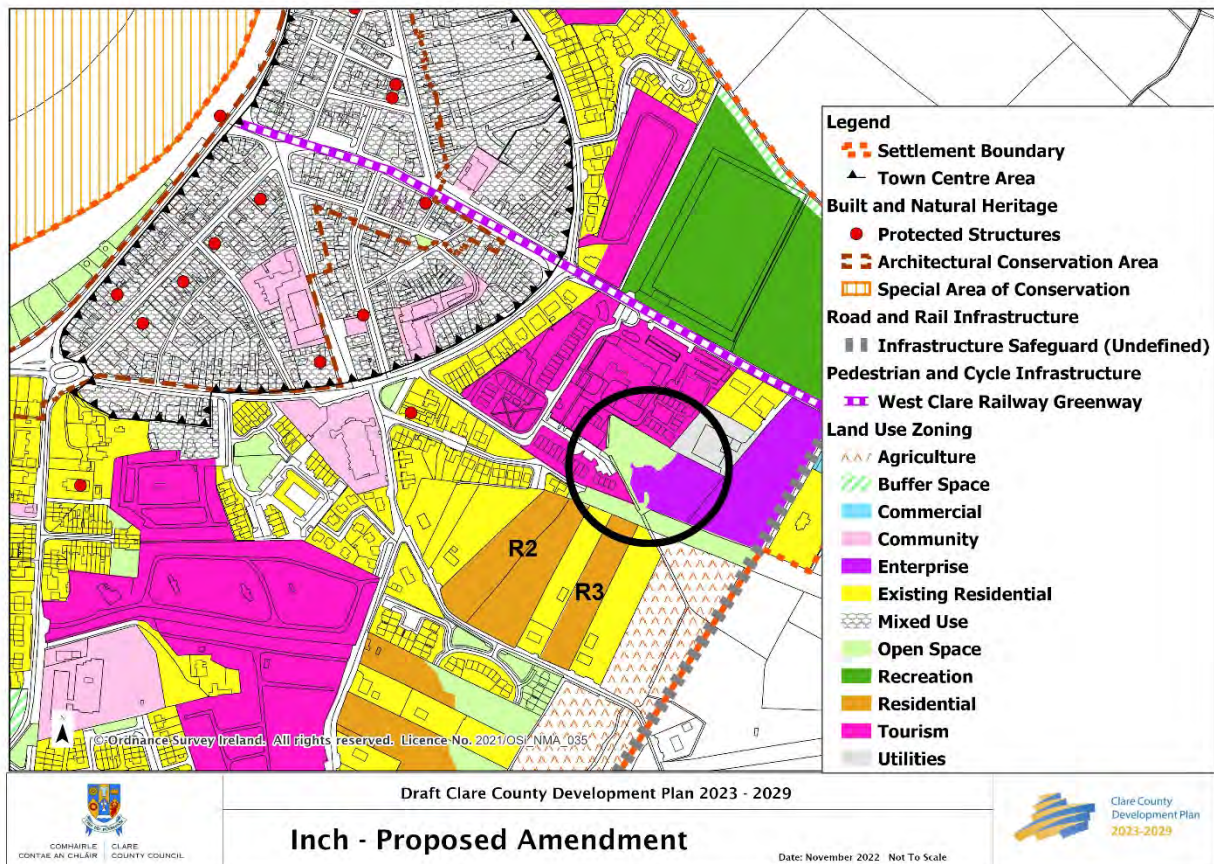 Legend
Settlement Boundary
Town Centre Area
Built and Natural Heritage
Protected Structures
Architectural Conservation Area
Special Area of Conservation
Road and Rail Infrastructure
Infrastructure Safeguard (Undefined)
Pedestrian and Cycle Infrastructure
West Clare Railway Greenway
Land Use Zoning
Agriculture
Buffer Space
Commercial
Community
Enterprise
Existing Residential
Mixed Use
Open Space
Recreation
Residential
Tourism
Utilities
R2
R3
N
© Ordnance Survey Ireland. All rights reserved. Licence No. 2021/OSi_NMA_035
COMHAIRLE CLARE
CONTAE AN CHLÁIR COUNTY COUNCIL
Draft Clare County Development Plan 2023 - 2029
Inch - Proposed Amendment
Date: November 2022 Not To Scale
Clare County
Development Plan
2023-2029